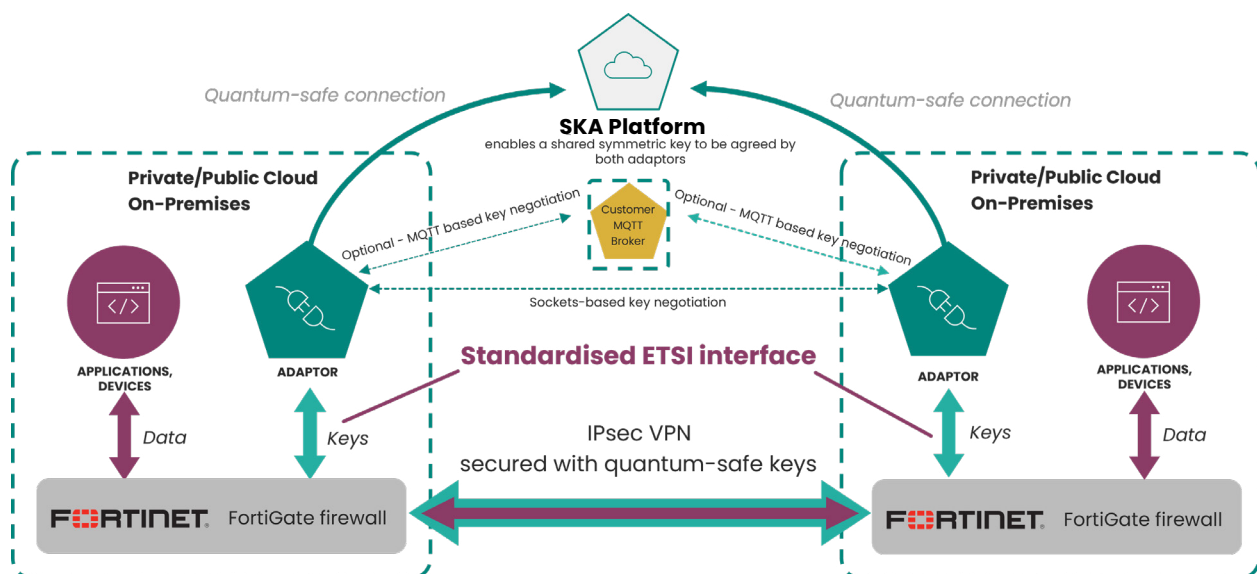 Quantum-safe connection
Quantum-safe connection
SKA Platform
enables a shared symmetric key to be agreed by
both adaptors
Private/Public Cloud
On-Premises
Private/Public Cloud
On-Premises
Optional - MQTT based key negotiation
Customer
MQTT
Broker
Optional - MQTT based key negotiation
</>
</>
Sockets-based key negotiation
Standardised ETSI interface
APPLICATIONS,
DEVICES
ADAPTOR
ADAPTOR
APPLICATIONS,
DEVICES
Data
Keys
IPsec VPN
secured with quantum-safe keys
Keys
Data
FORTINET® FortiGate firewall
FORTINET® FortiGate firewall